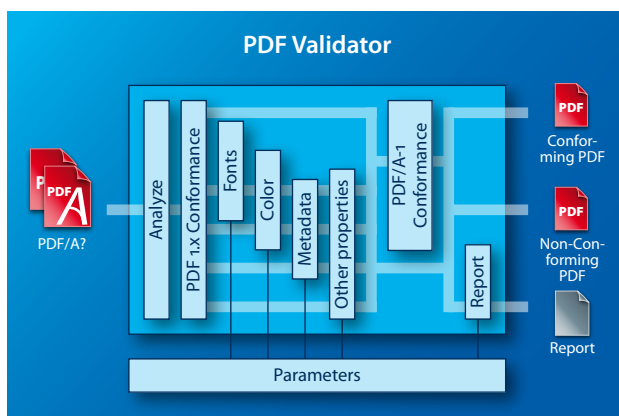 PDF Validator
P
PDF
A
PDF/A?
Analyze
PDF 1.X Conformance
Fonts
Color
Metadata
Other properties
PDF/A-1
Conformance
Report
PDF
Confor-
ming PDF
PDF
Non-Con-
forming
PDF
Report
Parameters